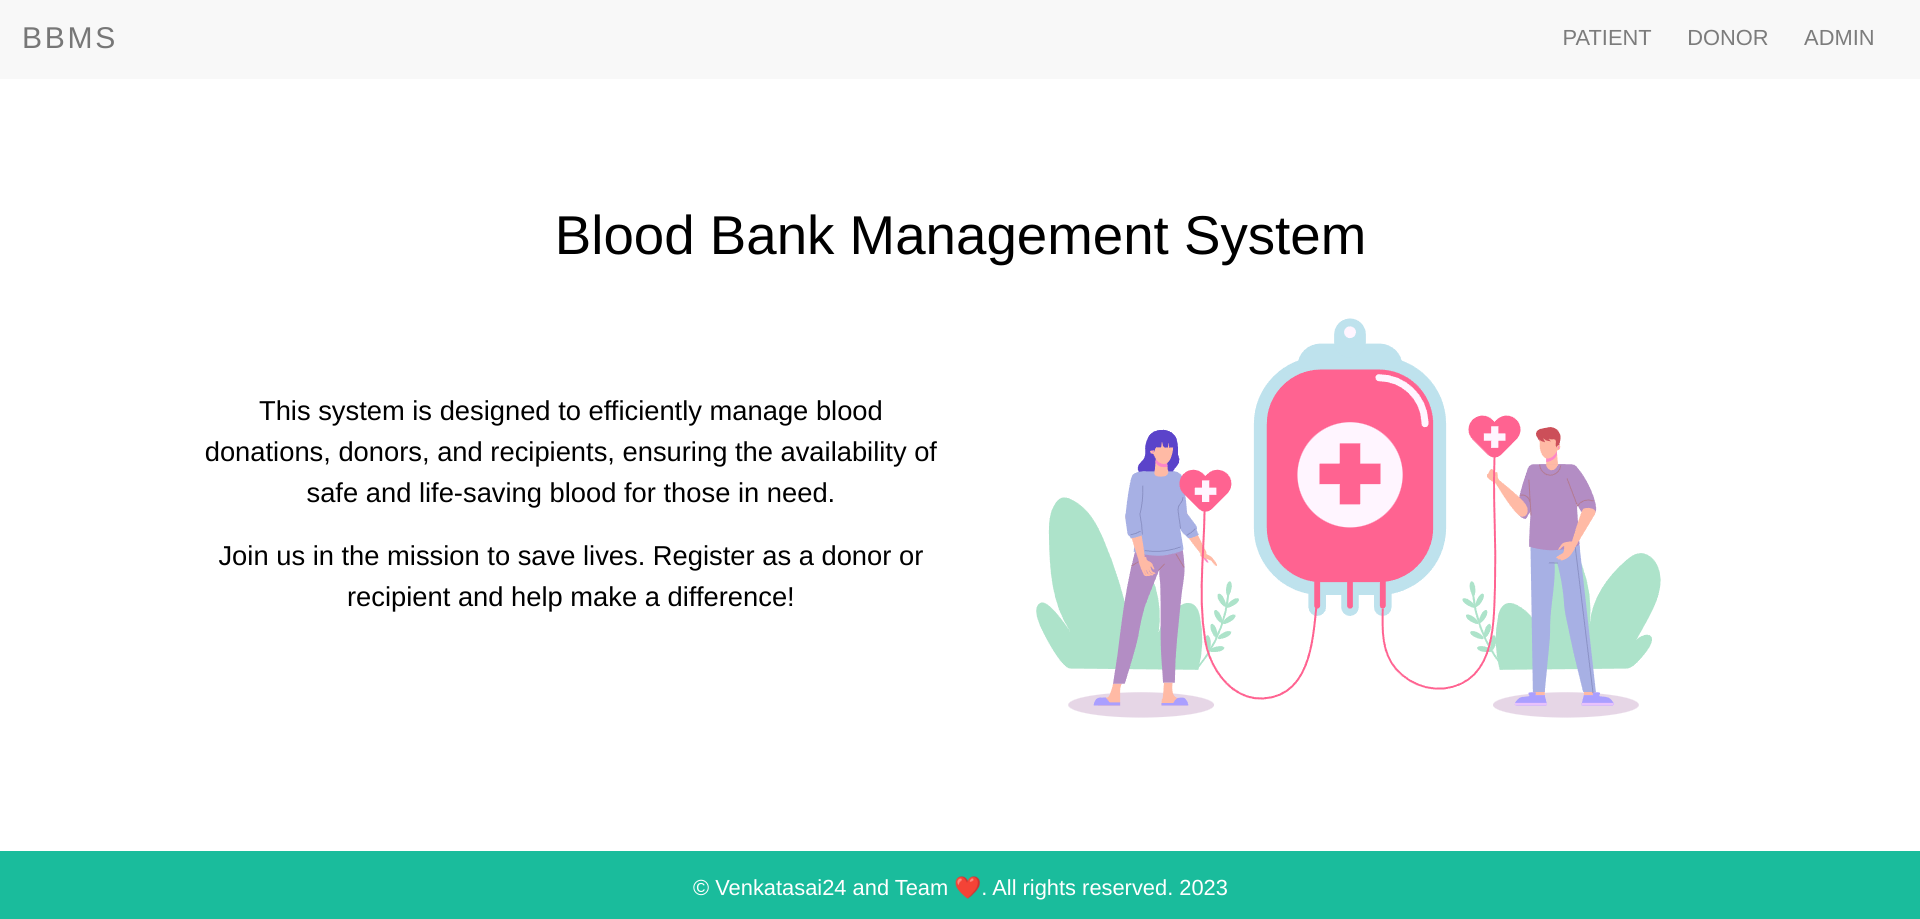 BBMS
PATIENT DONOR ADMIN
Blood Bank Management System
This system is designed to efficiently manage blood
donations, donors, and recipients, ensuring the availability of
safe and life-saving blood for those in need.
Join us in the mission to save lives. Register as a donor or
recipient and help make a difference!
© Venkatasai24 and Team ❤️. All rights reserved. 2023